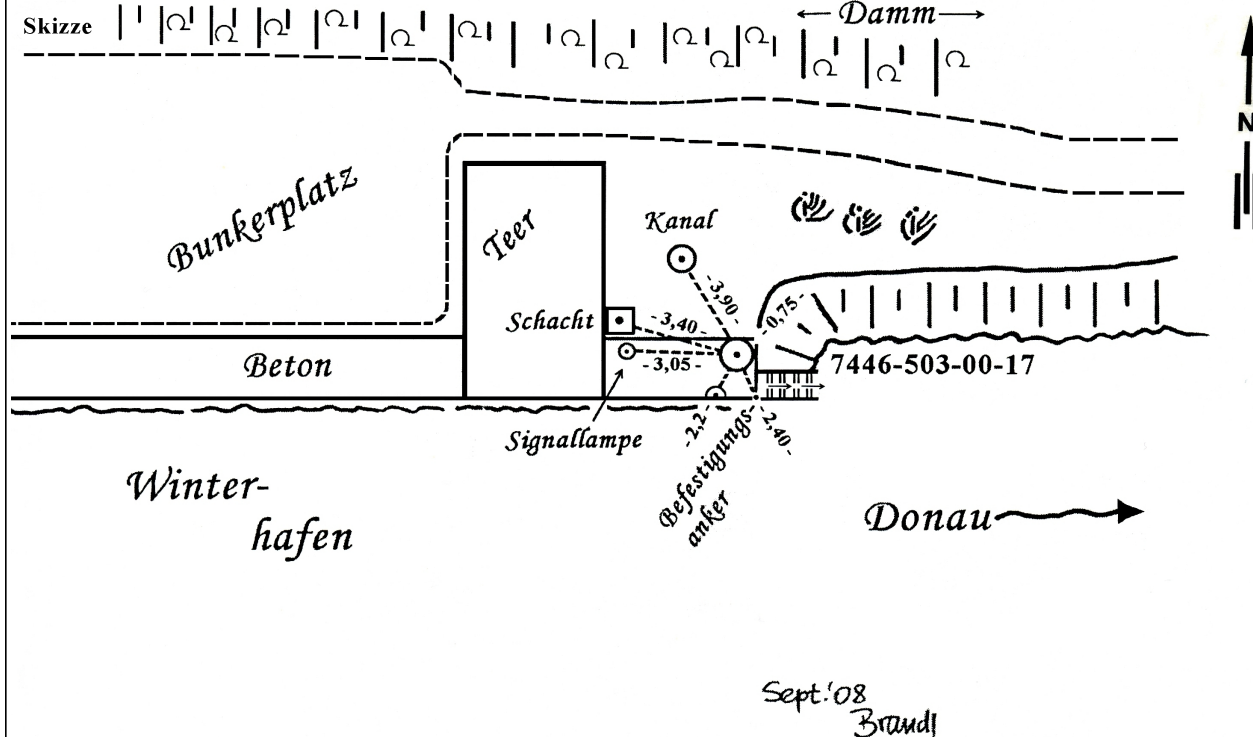 Skizze
Damm
N
Bunkerplatz
Teer
Kanal
-3,90-
-0,75-
Schacht
-3,40-
-3,05-
7446-503-00-17
Beton
-2,2-
-2,40-
Signallampe
Befestigungs-
anker
Winter-
hafen
Donau
Sept.'08
Brandl